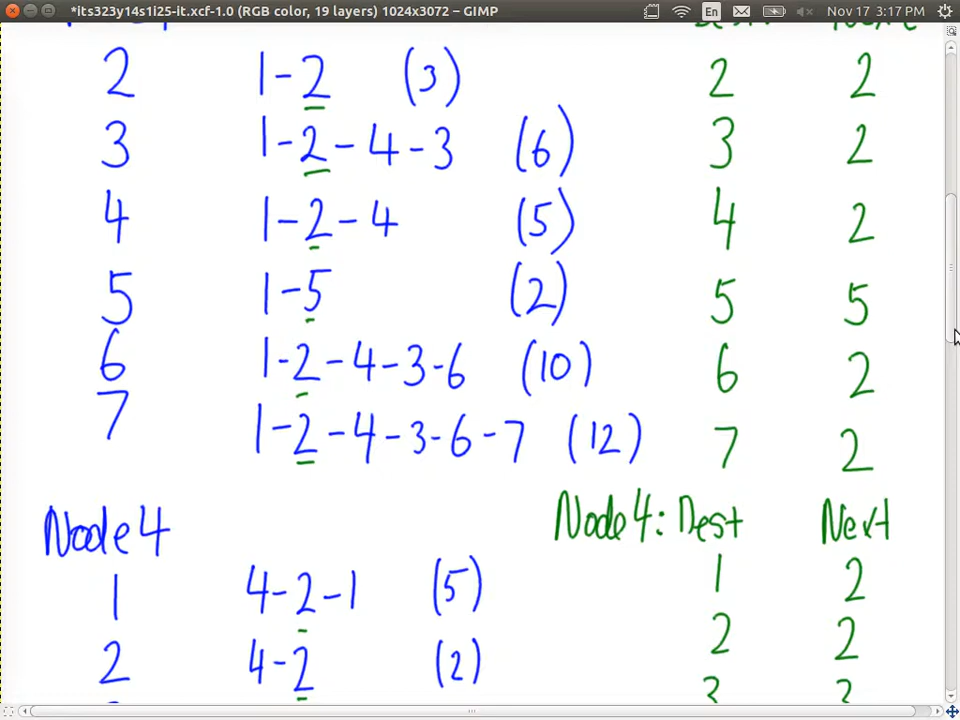 *its323y14s1i25-it.xcf-1.0 (RGB color, 19 layers) 1024x3072 – GIMP En Nov 17 3:17 PM
2 1-2 (3) 2 2
3 1-2-4-3 (6) 3 2
4 1-2-4 (5) 4 2
5 1-5 (2) 5 5
6 1-2-4-3-6 (10) 6 2
7 1-2-4-3-6-7 (12) 7 2
Node 4 Node 4: Dest Next
1 4-2-1 (5) 1 2
2 4-2 (2) 2 2